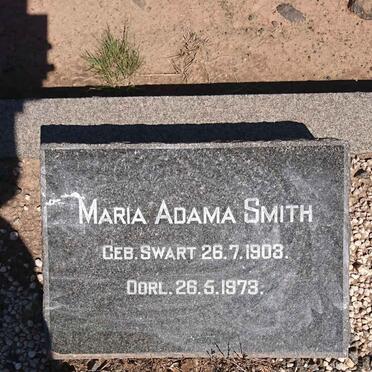 MARIA ADAMA SMITH
GEB. SWART 26.7.1903.
OORL. 26.5.1973.